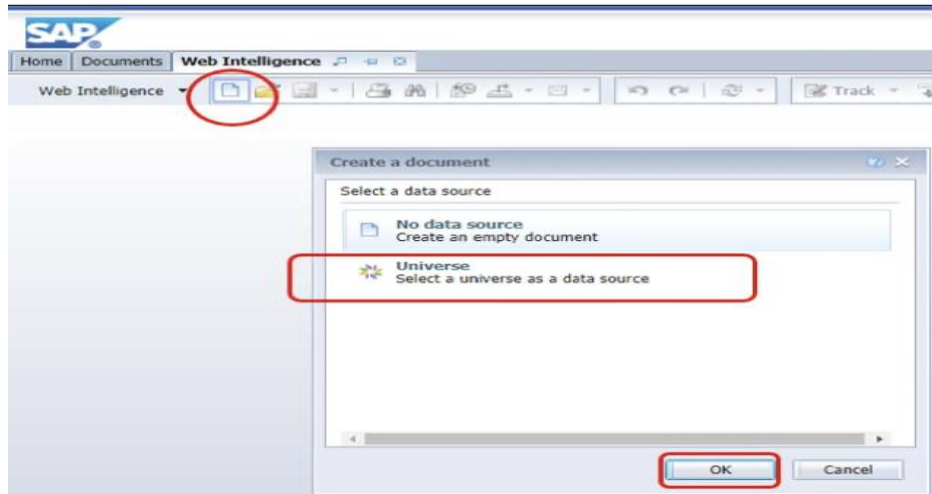 SAP
Home Documents Web Intelligence
Web Intelligence Track
Create a document
Select a data source
No data source
Create an empty document
Universe
Select a universe as a data source
OK Cancel